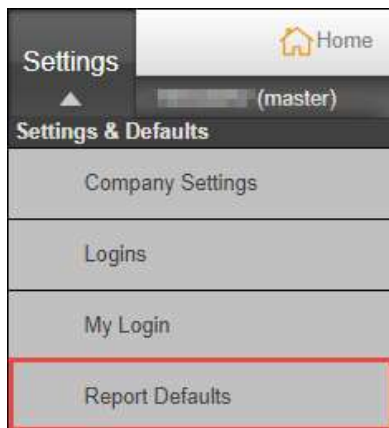 Settings
Home
(master)
Settings & Defaults
Company Settings
Logins
My Login
Report Defaults